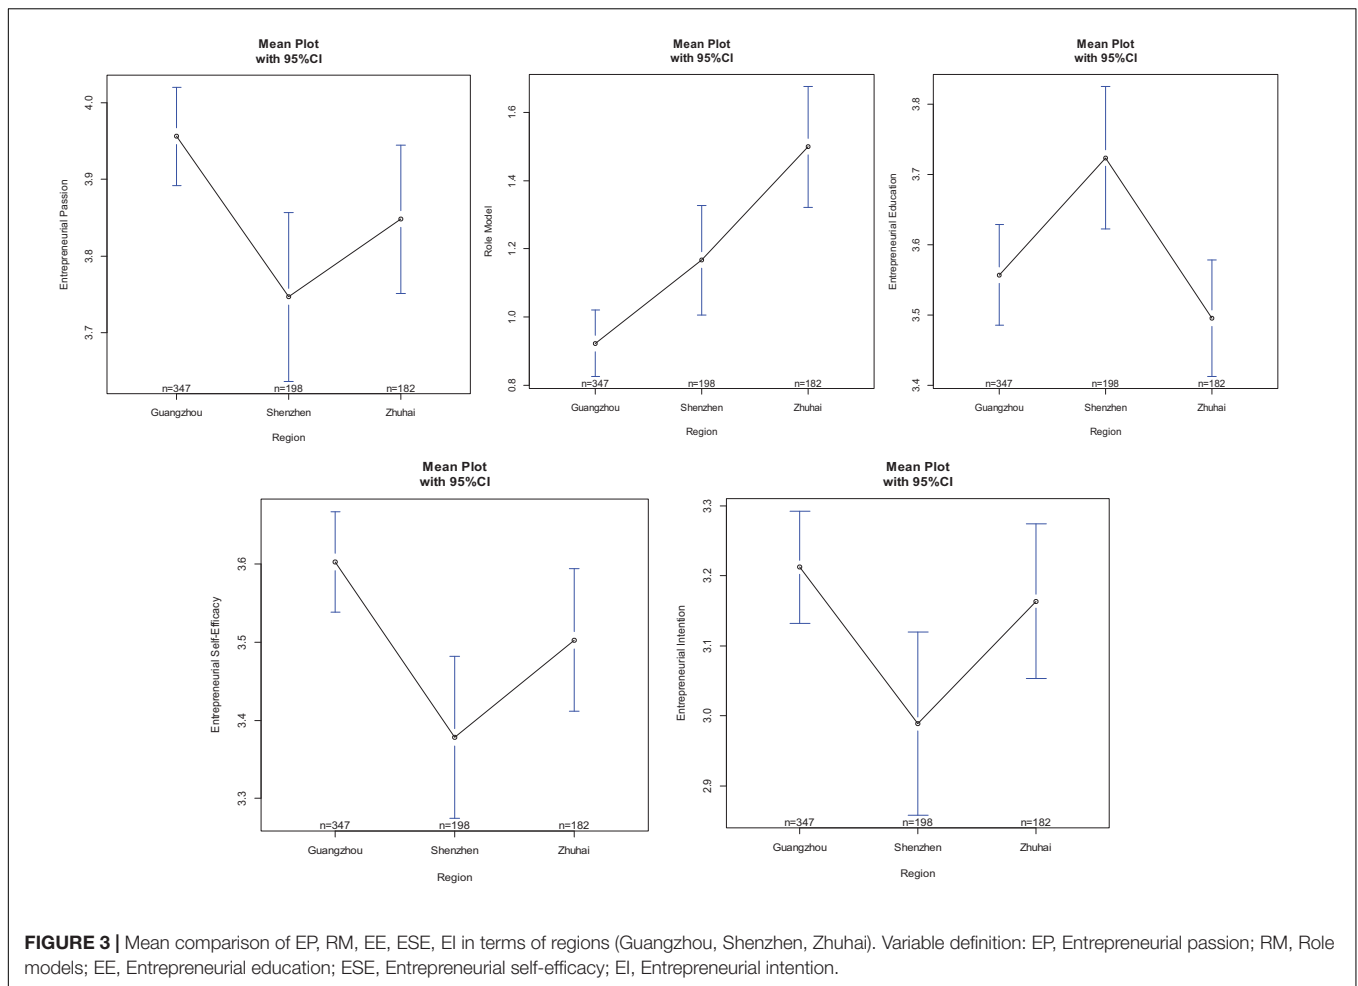 Mean Plot
with 95%CI
Entrepreneurial Passion
4.0
3.9
3.8
3.7
n=347
n=198
n=182
Guangzhou
Shenzhen
Zhuhai
Region
Mean Plot
with 95%CI
Role Model
1.6
1.4
1.2
1.0
0.8
n=347
n=198
n=182
Guangzhou
Shenzhen
Zhuhai
Region
Mean Plot
with 95%CI
Entrepreneurial Education
3.8
3.7
3.6
3.5
3.4
n=347
n=198
n=182
Guangzhou
Shenzhen
Zhuhai
Region
Mean Plot
with 95%CI
Entrepreneurial Self-Efficacy
3.6
3.5
3.4
3.3
n=347
n=198
n=182
Guangzhou
Shenzhen
Zhuhai
Region
Mean Plot
with 95%CI
Entrepreneurial Intention
3.3
3.2
3.1
3.0
2.9
n=347
n=198
n=182
Guangzhou
Shenzhen
Zhuhai
Region
FIGURE 3 | Mean comparison of EP, RM, EE, ESE, EI in terms of regions (Guangzhou, Shenzhen, Zhuhai). Variable definition: EP, Entrepreneurial passion; RM, Role
models; EE, Entrepreneurial education; ESE, Entrepreneurial self-efficacy; EI, Entrepreneurial intention.